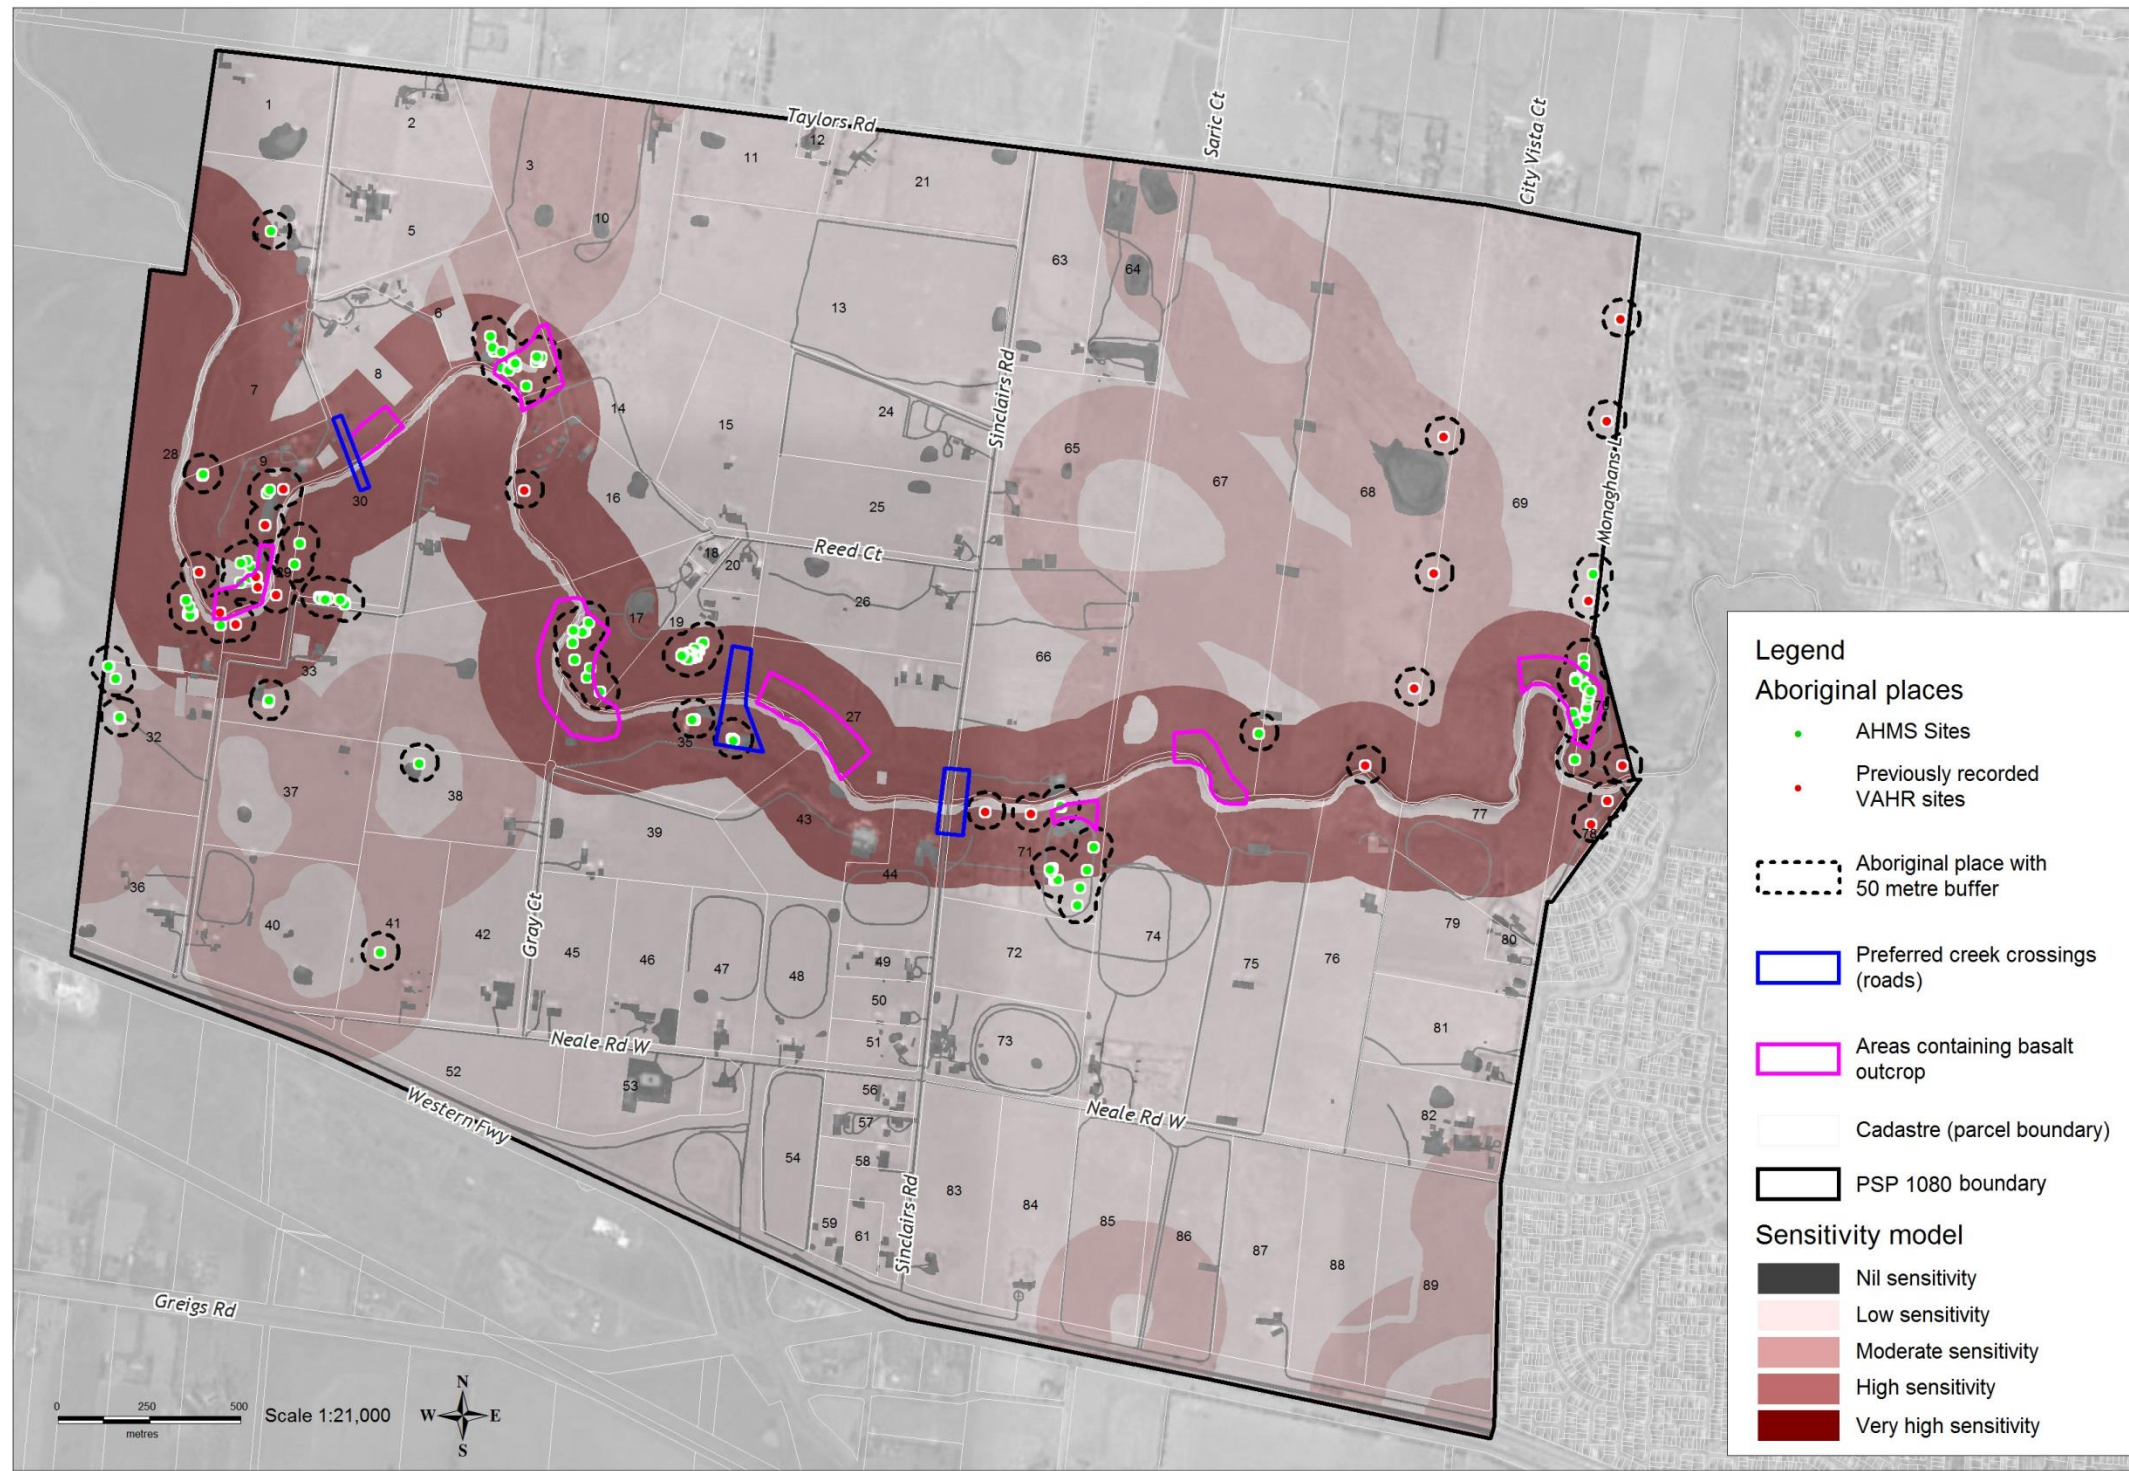 Taylors Rd
Saric Ct
City Vista Ct
1
2
3
12
11
21
10
5
63
64
13
6
8
7
14
15
24
Sinclairs Rd
65
67
68
69
Monaghans L
28
9
30
16
25
Reed Ct
18
20
29
26
17
19
66
33
32
35
27
37
38
43
39
71
77
78
36
40
41
42
Gray Ct
45
46
47
48
44
49
50
51
72
74
75
76
79
80
73
81
Neale Rd W
52
53
56
57
Neale Rd W
82
Western Fwy
54
58
59
61
Sinclairs Rd
83
84
85
86
87
88
89
Greigs Rd
0 250 500
metres
Scale 1:21,000
N
W E
S
Legend
Aboriginal places
AHMS Sites
Previously recorded
VAHR sites
Aboriginal place with
50 metre buffer
Preferred creek crossings
(roads)
Areas containing basalt
outcrop
Cadastre (parcel boundary)
PSP 1080 boundary
Sensitivity model
Nil sensitivity
Low sensitivity
Moderate sensitivity
High sensitivity
Very high sensitivity